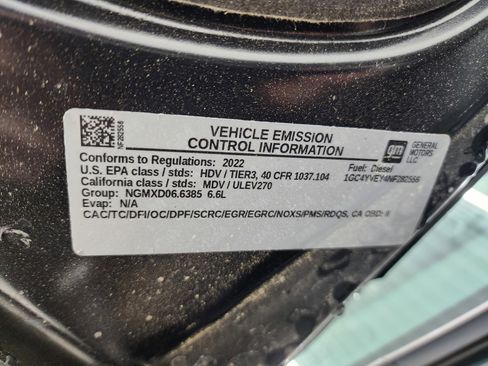 NF282556
VEHICLE EMISSION
CONTROL INFORMATION
gm GENERAL
MOTORS
LLC
Conforms to Regulations: 2022
U.S. EPA class / stds: HDV / TIER3, 40 CFR 1037.104
California class / stds: MDV / ULEV270
Group: NGMXD06.6385 6.6L
Evap: N/A
Fuel: Diesel
1GC4YVEY4NF282556
CAC/TC/DFI/OC/DPF/SCRC/EGR/EGRC/NOXS/PMS/RDQS, CA OBD: II